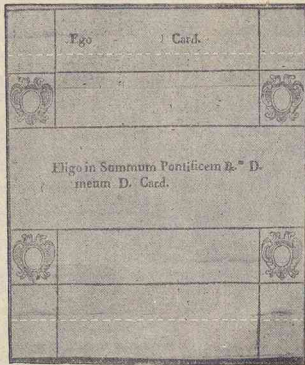 Ego Card.
Eligo in Summum Pontificem R.ᵐ D.
meum D. Card.